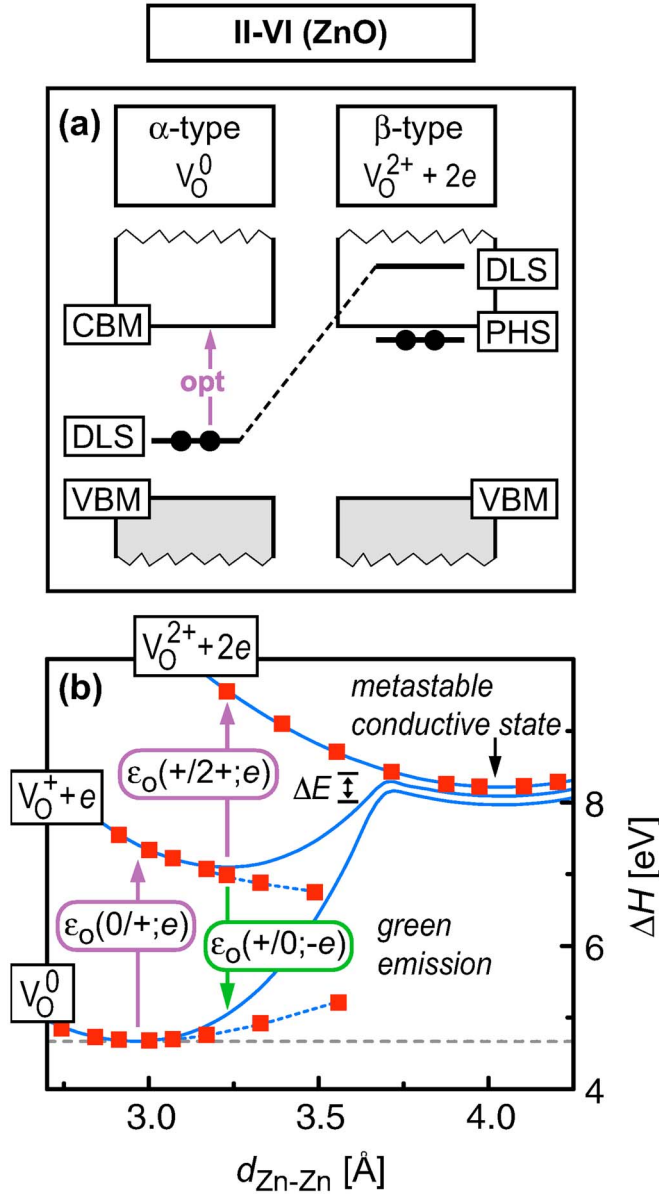 II-VI (ZnO)
(a)
α-type
V_O^0
β-type
V_O^{2+} + 2e
CBM
opt
DLS
VBM
DLS
PHS
VBM
(b)
V_O^{2+} + 2e
metastable
conductive state
ε_o(+/2+;e)
ΔE
V_O^+ + e
8
ε_o(0/+;e)
ε_o(+/0;-e)
green
emission
6
V_O^0
4
ΔH [eV]
3.0 3.5 4.0
d_{Zn-Zn} [Å]